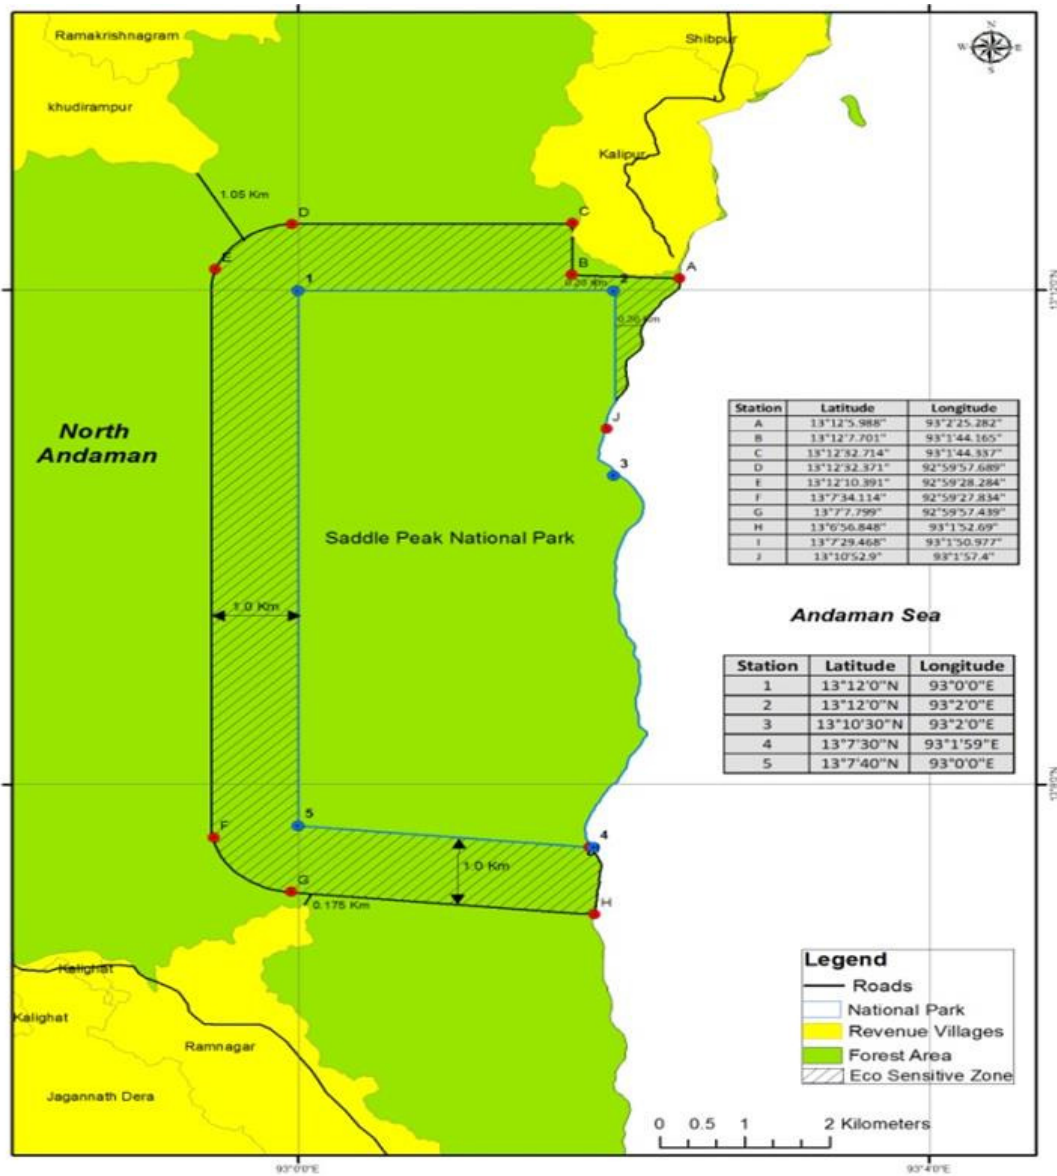 Ramakrishnagram
Shibpur
N
W E
S
khudirampur
Kalipur
1.05 Km
D
C
E
B
A
1
2
0.20 Km
13°12'0"N
0.20 Km
J
North
Andaman
3
Station Latitude Longitude
A 13°12'5.988" 93°2'25.282"
B 13°12'7.701" 93°1'44.165"
C 13°12'32.714" 93°1'44.337"
D 13°12'32.371" 92°59'57.689"
E 13°12'10.391" 92°59'28.284"
F 13°7'34.114" 92°59'27.834"
G 13°7'7.799" 92°59'57.439"
H 13°6'56.848" 93°1'52.69"
I 13°7'29.468" 93°1'50.977"
J 13°10'52.9" 93°1'57.4"
Saddle Peak National Park
1.0 Km
Andaman Sea
Station Latitude Longitude
1 13°12'0"N 93°0'0"E
2 13°12'0"N 93°2'0"E
3 13°10'30"N 93°2'0"E
4 13°7'30"N 93°1'59"E
5 13°7'40"N 93°0'0"E
13°9'0"N
5
F
4
1.0 Km
G
0.175 Km
H
Kalighat
Kalighat
Ramnagar
Jagannath Dera
Legend
Roads
National Park
Revenue Villages
Forest Area
Eco Sensitive Zone
0 0.5 1 2 Kilometers
93°0'0"E
93°4'0"E